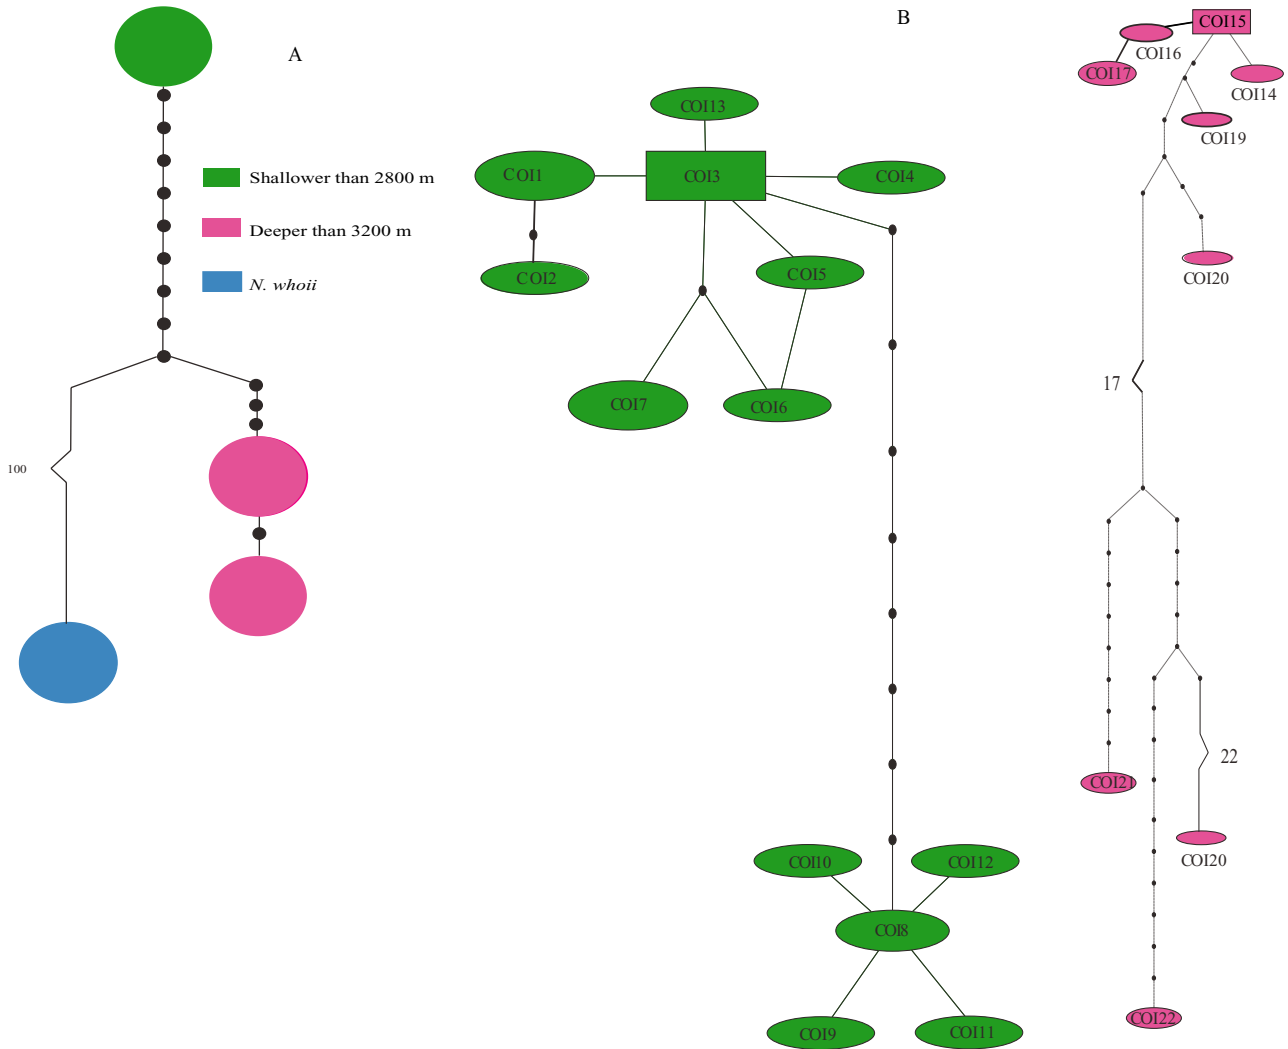 A
Shallower than 2800 m
Deeper than 3200 m
N. whoii
100
B
COI13
COI1
COI3
COI4
COI2
COI5
COI7
COI6
COI10
COI12
COI8
COI9
COI11
COI15
COI16
COI17
COI14
COI19
COI20
17
COI21
22
COI20
COI22